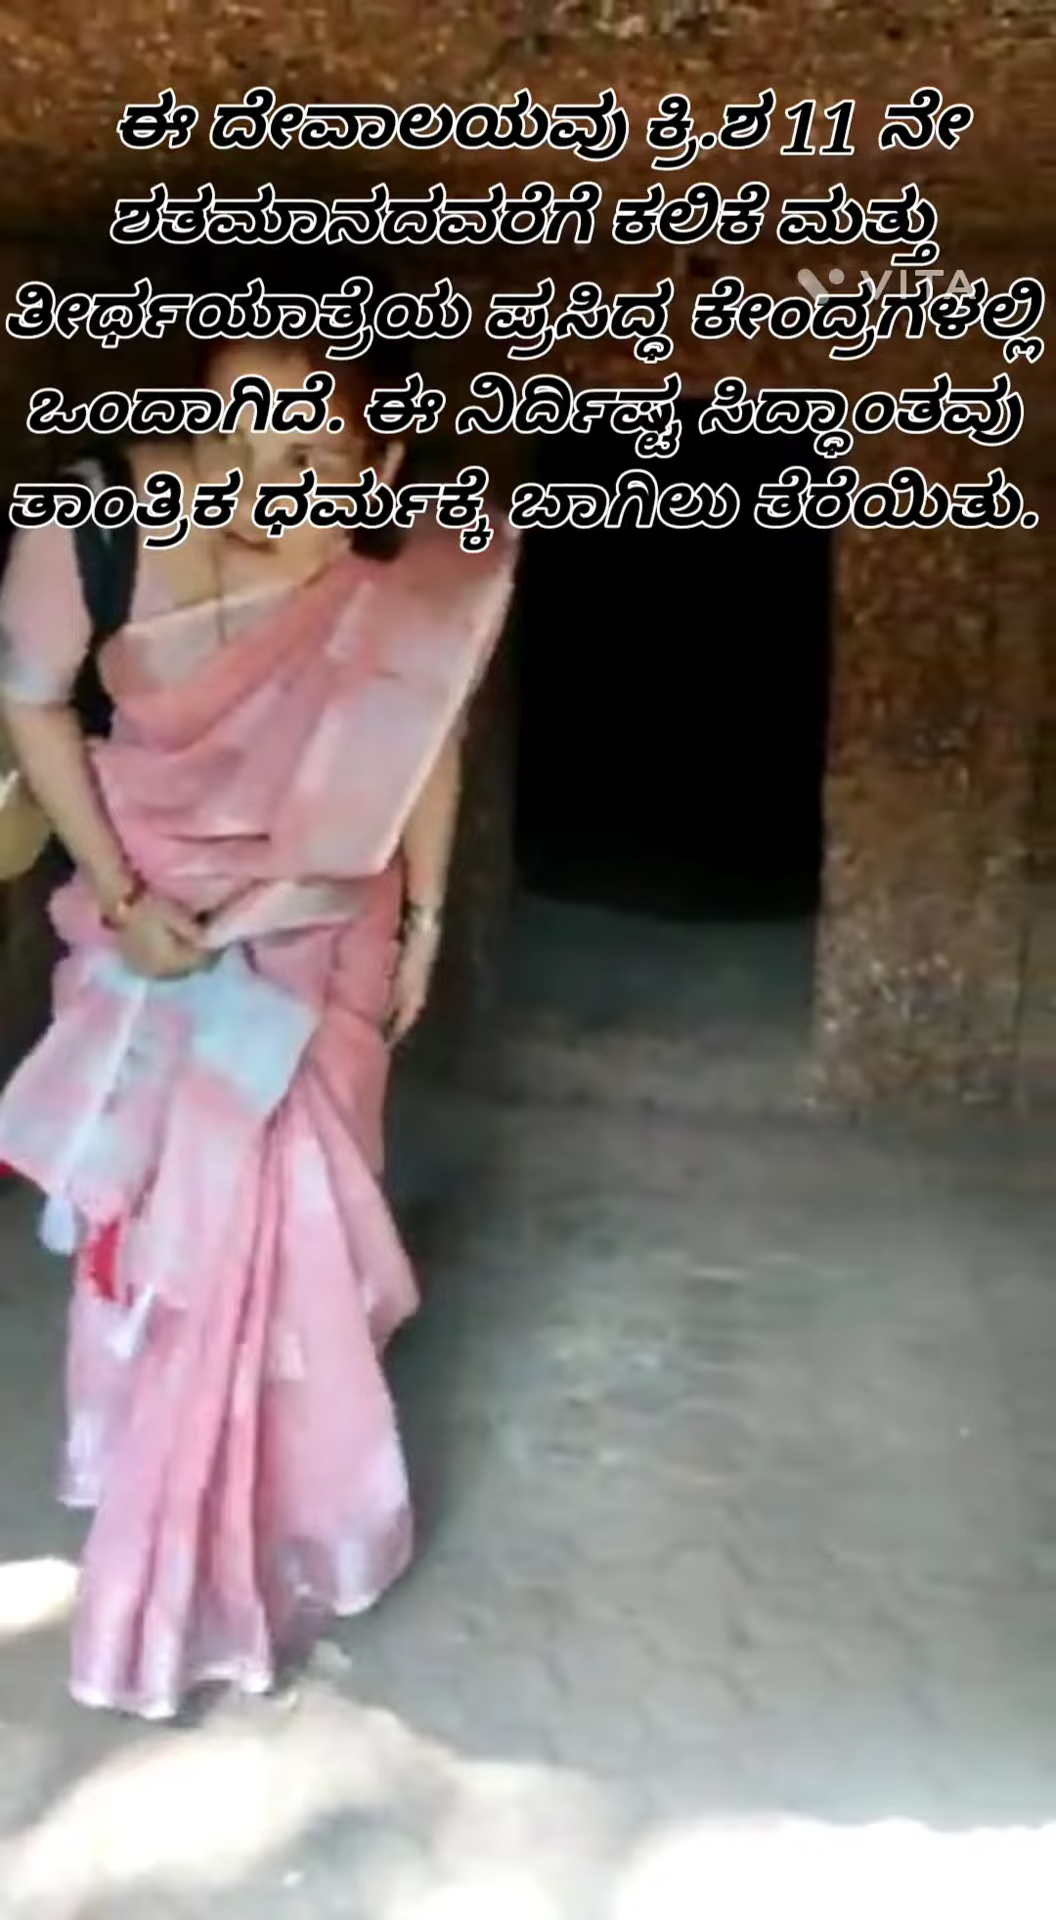 ಈ ದೇವಾಲಯವು ಕ್ರಿ.ಶ 11 ನೇ
ಶತಮಾನದವರೆಗೆ ಕಲಿಕೆ ಮತ್ತು
VITA
ತೀರ್ಥಯಾತ್ರೆಯ ಪ್ರಸಿದ್ಧ ಕೇಂದ್ರಗಳಲ್ಲಿ
ಒಂದಾಗಿದೆ. ಈ ನಿರ್ದಿಷ್ಟ ಸಿದ್ಧಾಂತವು
ತಾಂತ್ರಿಕ ಧರ್ಮಕ್ಕೆ ಬಾಗಿಲು ತೆರೆಯಿತು.